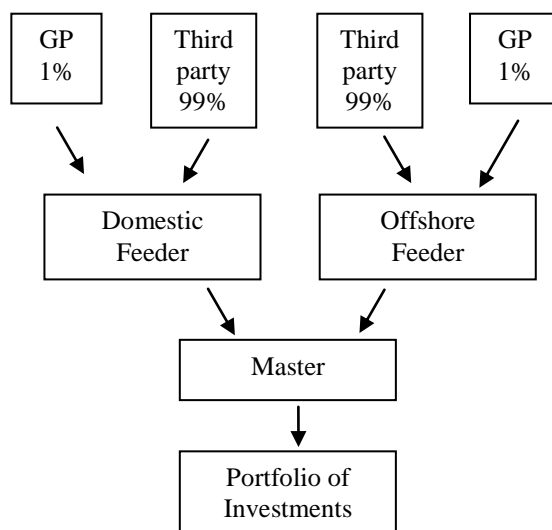 GP
1%
Third
party
99%
Third
party
99%
GP
1%
Domestic
Feeder
Offshore
Feeder
Master
Portfolio of
Investments